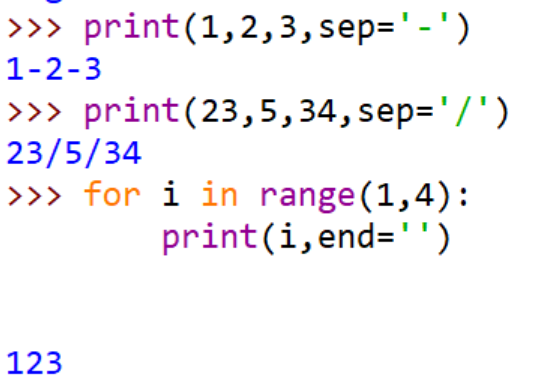 >>> print(1,2,3,sep='-')
1-2-3
>>> print(23,5,34,sep='/')
23/5/34
>>> for i in range(1,4):
        print(i,end='')
123